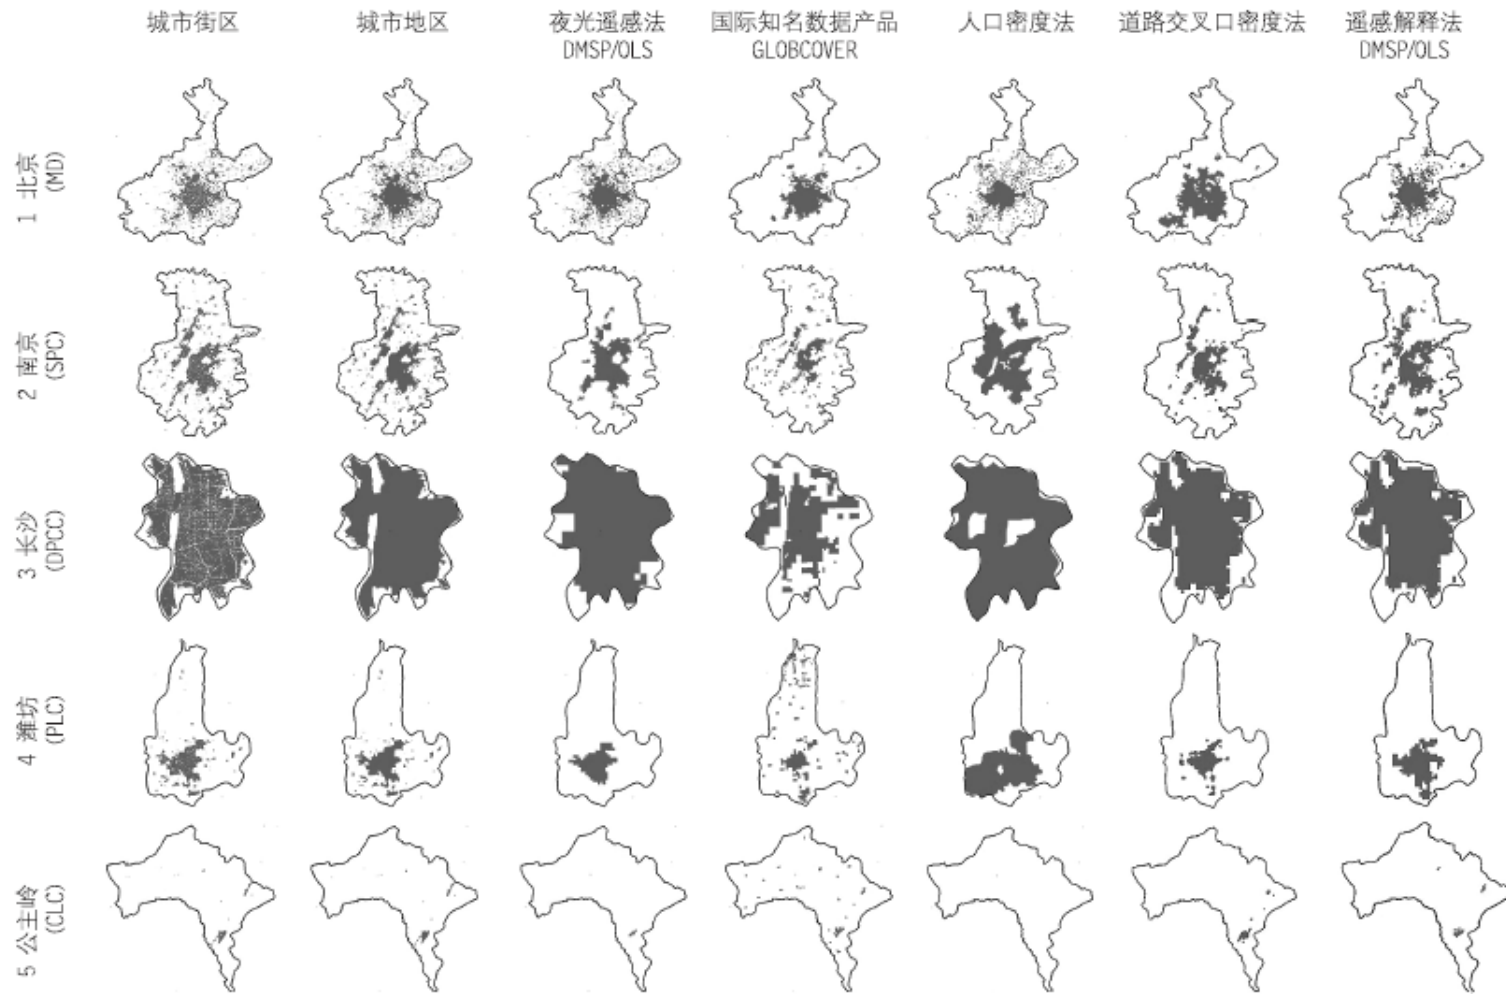 城市街区
城市地区
夜光遥感法
DMSP/OLS
国际知名数据产品
GLOBCOVER
人口密度法
道路交叉口密度法
遥感解释法
DMSP/OLS
1 北京
(MD)
2 南京
(SPC)
3 长沙
(DPCC)
4 潍坊
(PLC)
5 公主岭
(CLC)